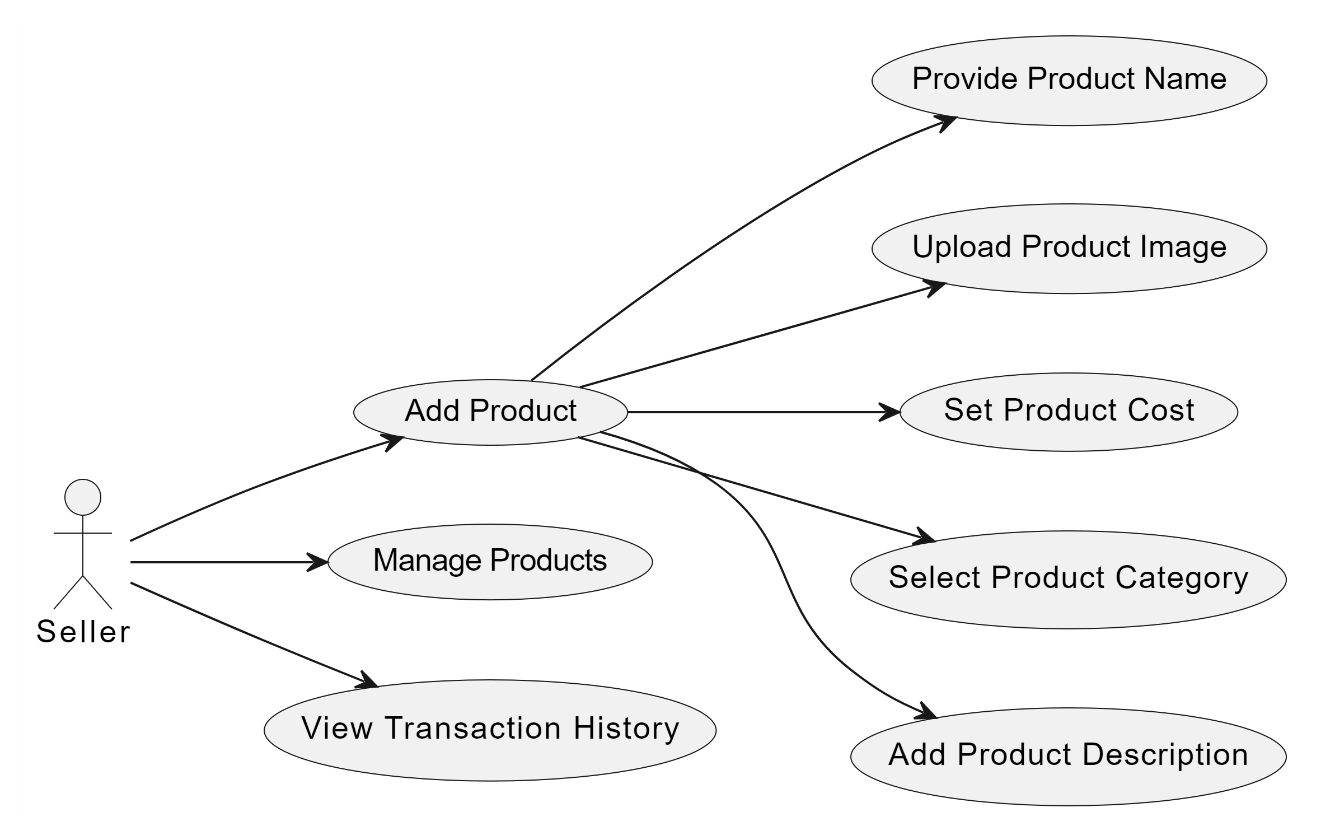 Provide Product Name
Upload Product Image
Add Product
Set Product Cost
Manage Products
Select Product Category
Seller
View Transaction History
Add Product Description